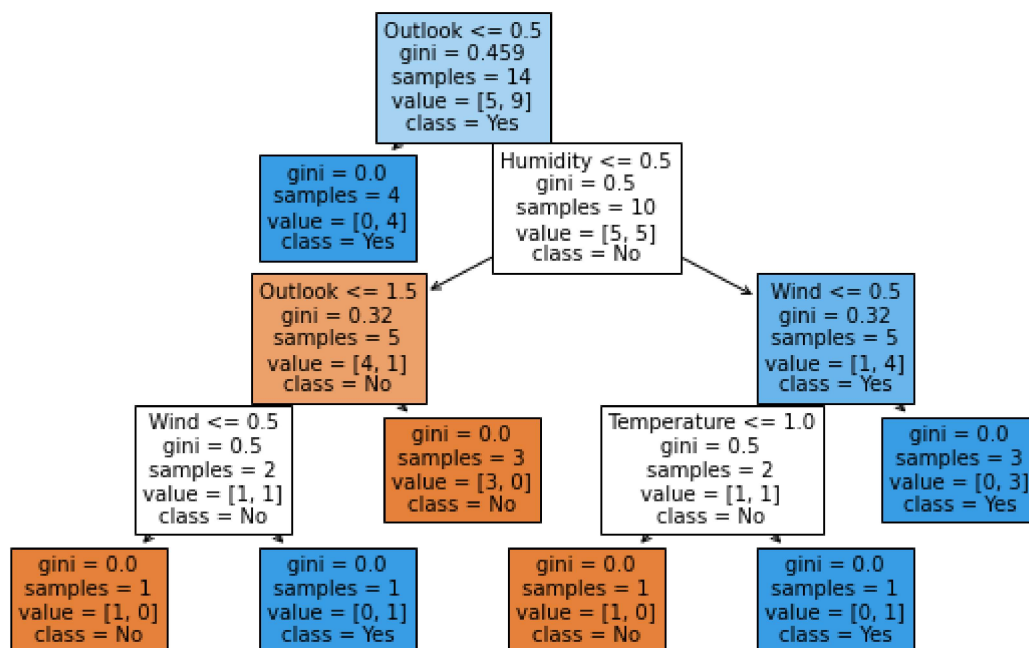 Outlook <= 0.5
gini = 0.459
samples = 14
value = [5, 9]
class = Yes
gini = 0.0
samples = 4
value = [0, 4]
class = Yes
Humidity <= 0.5
gini = 0.5
samples = 10
value = [5, 5]
class = No
Outlook <= 1.5
gini = 0.32
samples = 5
value = [4, 1]
class = No
Wind <= 0.5
gini = 0.32
samples = 5
value = [1, 4]
class = Yes
Wind <= 0.5
gini = 0.5
samples = 2
value = [1, 1]
class = No
gini = 0.0
samples = 3
value = [3, 0]
class = No
Temperature <= 1.0
gini = 0.5
samples = 2
value = [1, 1]
class = No
gini = 0.0
samples = 3
value = [0, 3]
class = Yes
gini = 0.0
samples = 1
value = [1, 0]
class = No
gini = 0.0
samples = 1
value = [0, 1]
class = Yes
gini = 0.0
samples = 1
value = [1, 0]
class = No
gini = 0.0
samples = 1
value = [0, 1]
class = Yes